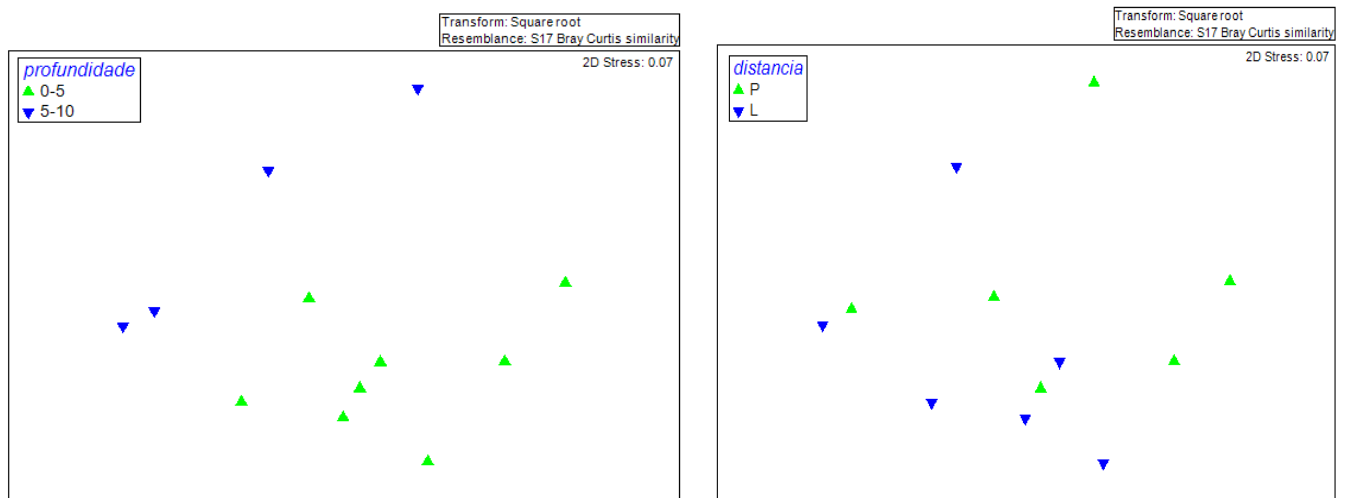 Transform: Square root
Resemblance: S17 Bray Curtis similarity
2D Stress: 0.07
profundidade
0-5
5-10
Transform: Square root
Resemblance: S17 Bray Curtis similarity
2D Stress: 0.07
distancia
P
L